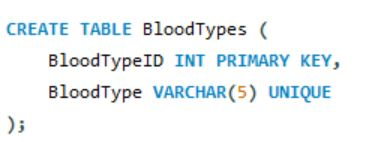 CREATE TABLE BloodTypes (
    BloodTypeID INT PRIMARY KEY,
    BloodType VARCHAR(5) UNIQUE
);